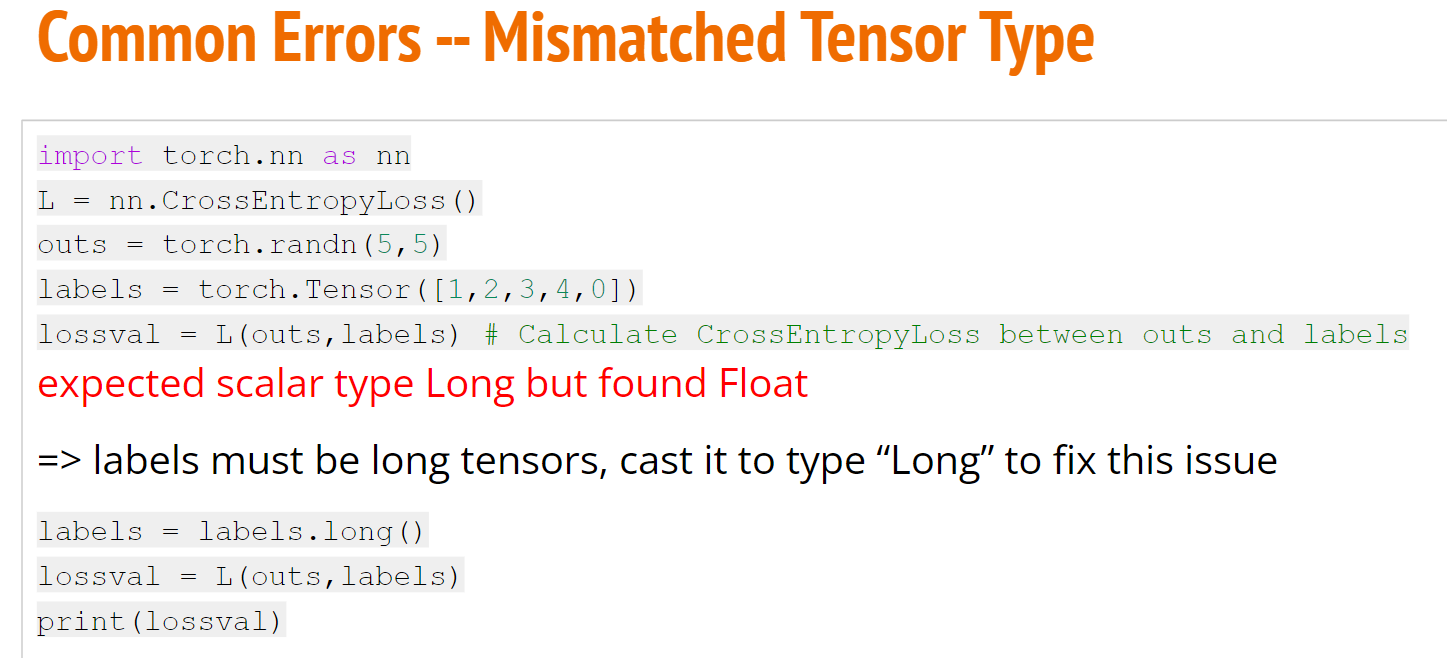 Common Errors -- Mismatched Tensor Type
import torch.nn as nn
L = nn.CrossEntropyLoss()
outs = torch.randn(5,5)
labels = torch.Tensor([1,2,3,4,0])
lossval = L(outs,labels) # Calculate CrossEntropyLoss between outs and labels
expected scalar type Long but found Float
=> labels must be long tensors, cast it to type “Long” to fix this issue
labels = labels.long()
lossval = L(outs,labels)
print(lossval)